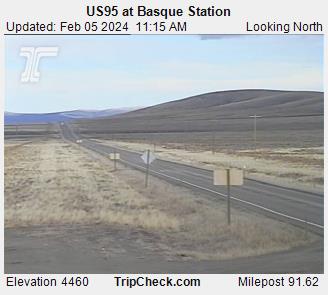 US95 at Basque Station
Updated: Feb 05 2024 11:15 AM Looking North
Elevation 4460 TripCheck.com Milepost 91.62